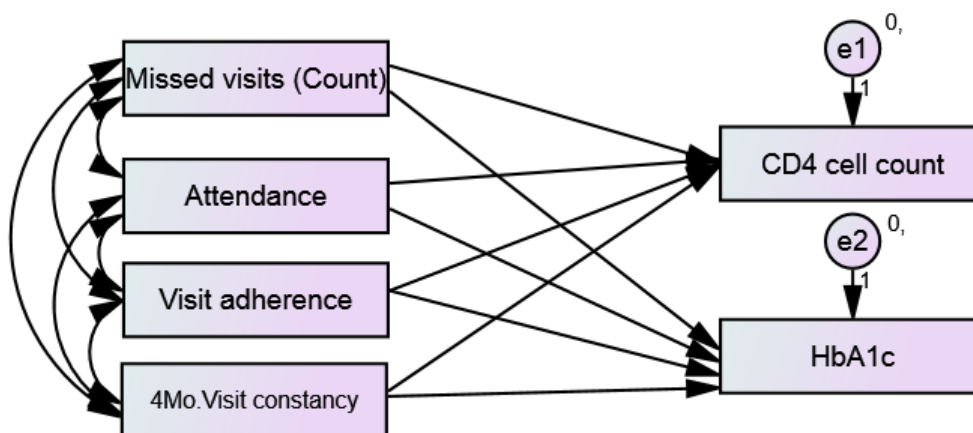 Missed visits (Count)
Attendance
Visit adherence
4Mo.Visit constancy
e1
0,
1
CD4 cell count
e2
0,
1
HbA1c